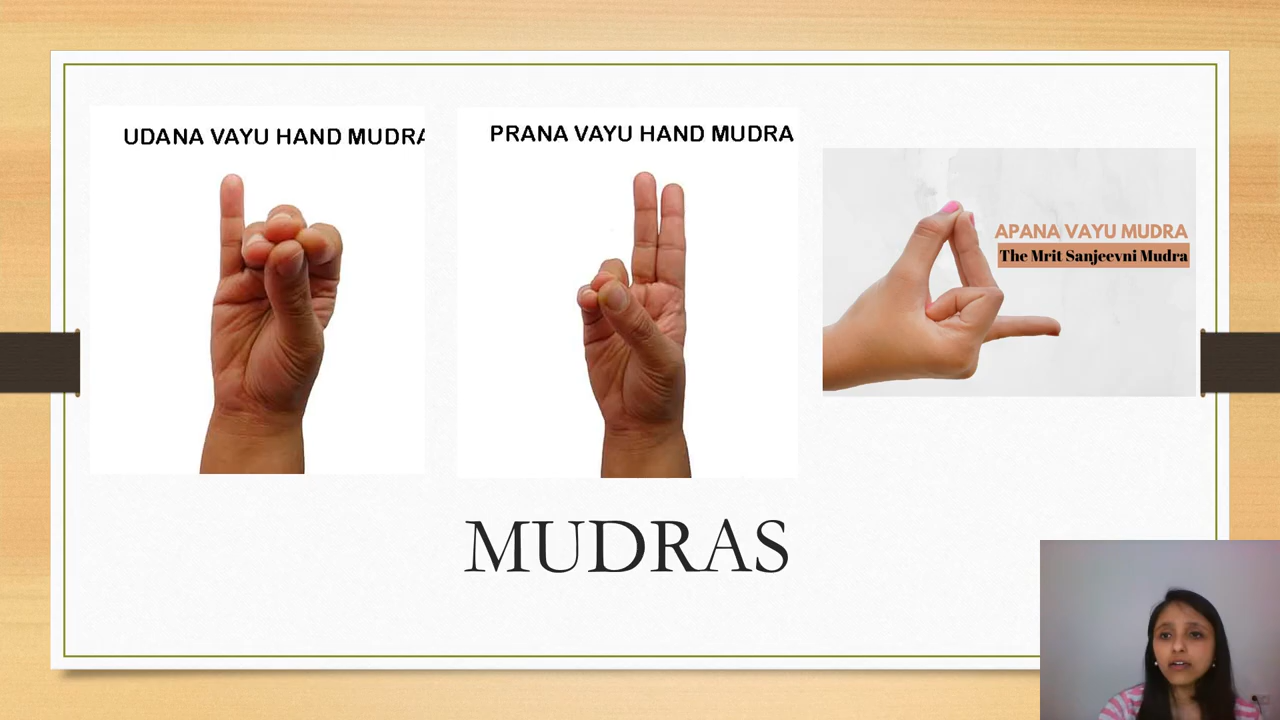 UDANA VAYU HAND MUDRA
PRANA VAYU HAND MUDRA
APANA VAYU MUDRA
The Mrit Sanjeevni Mudra
MUDRAS